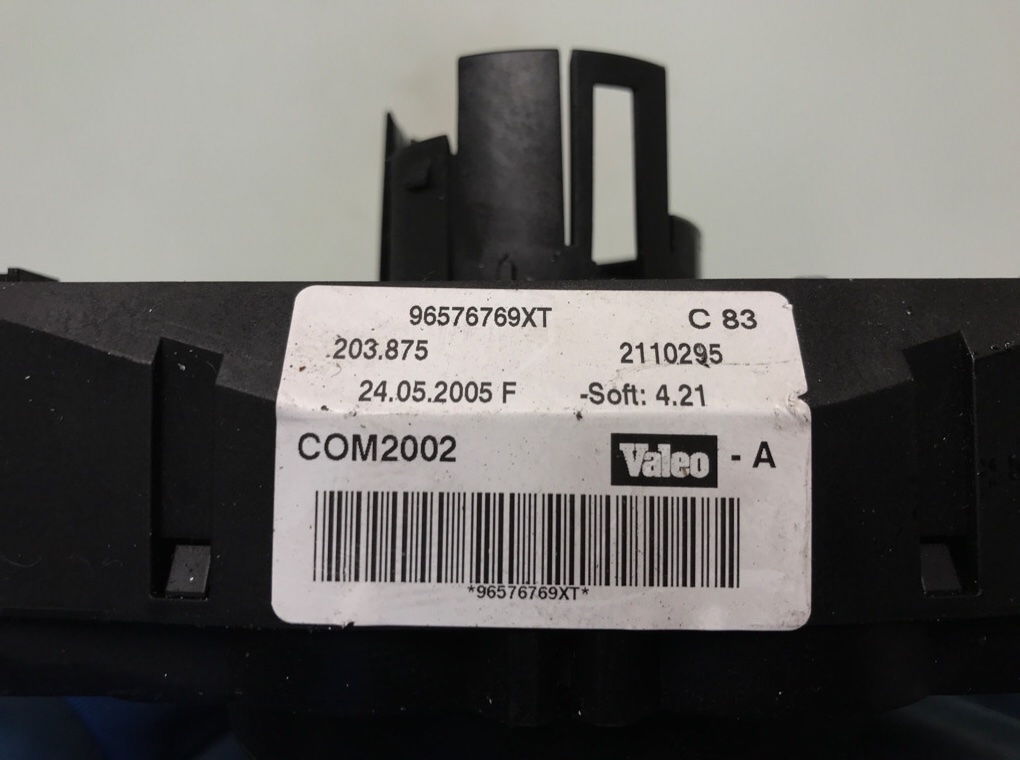 96576769XT C 83
203.875 2110295
24.05.2005 F -Soft: 4.21
COM2002 Valeo - A
*96576769XT*